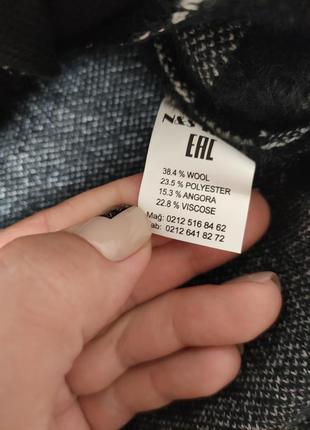 EAC
38.4 % WOOL
23.5 % POLYESTER
15.3 % ANGORA
22.8 % VISCOSE
Mağ: 0212 516 84 62
ab: 0212 641 82 72